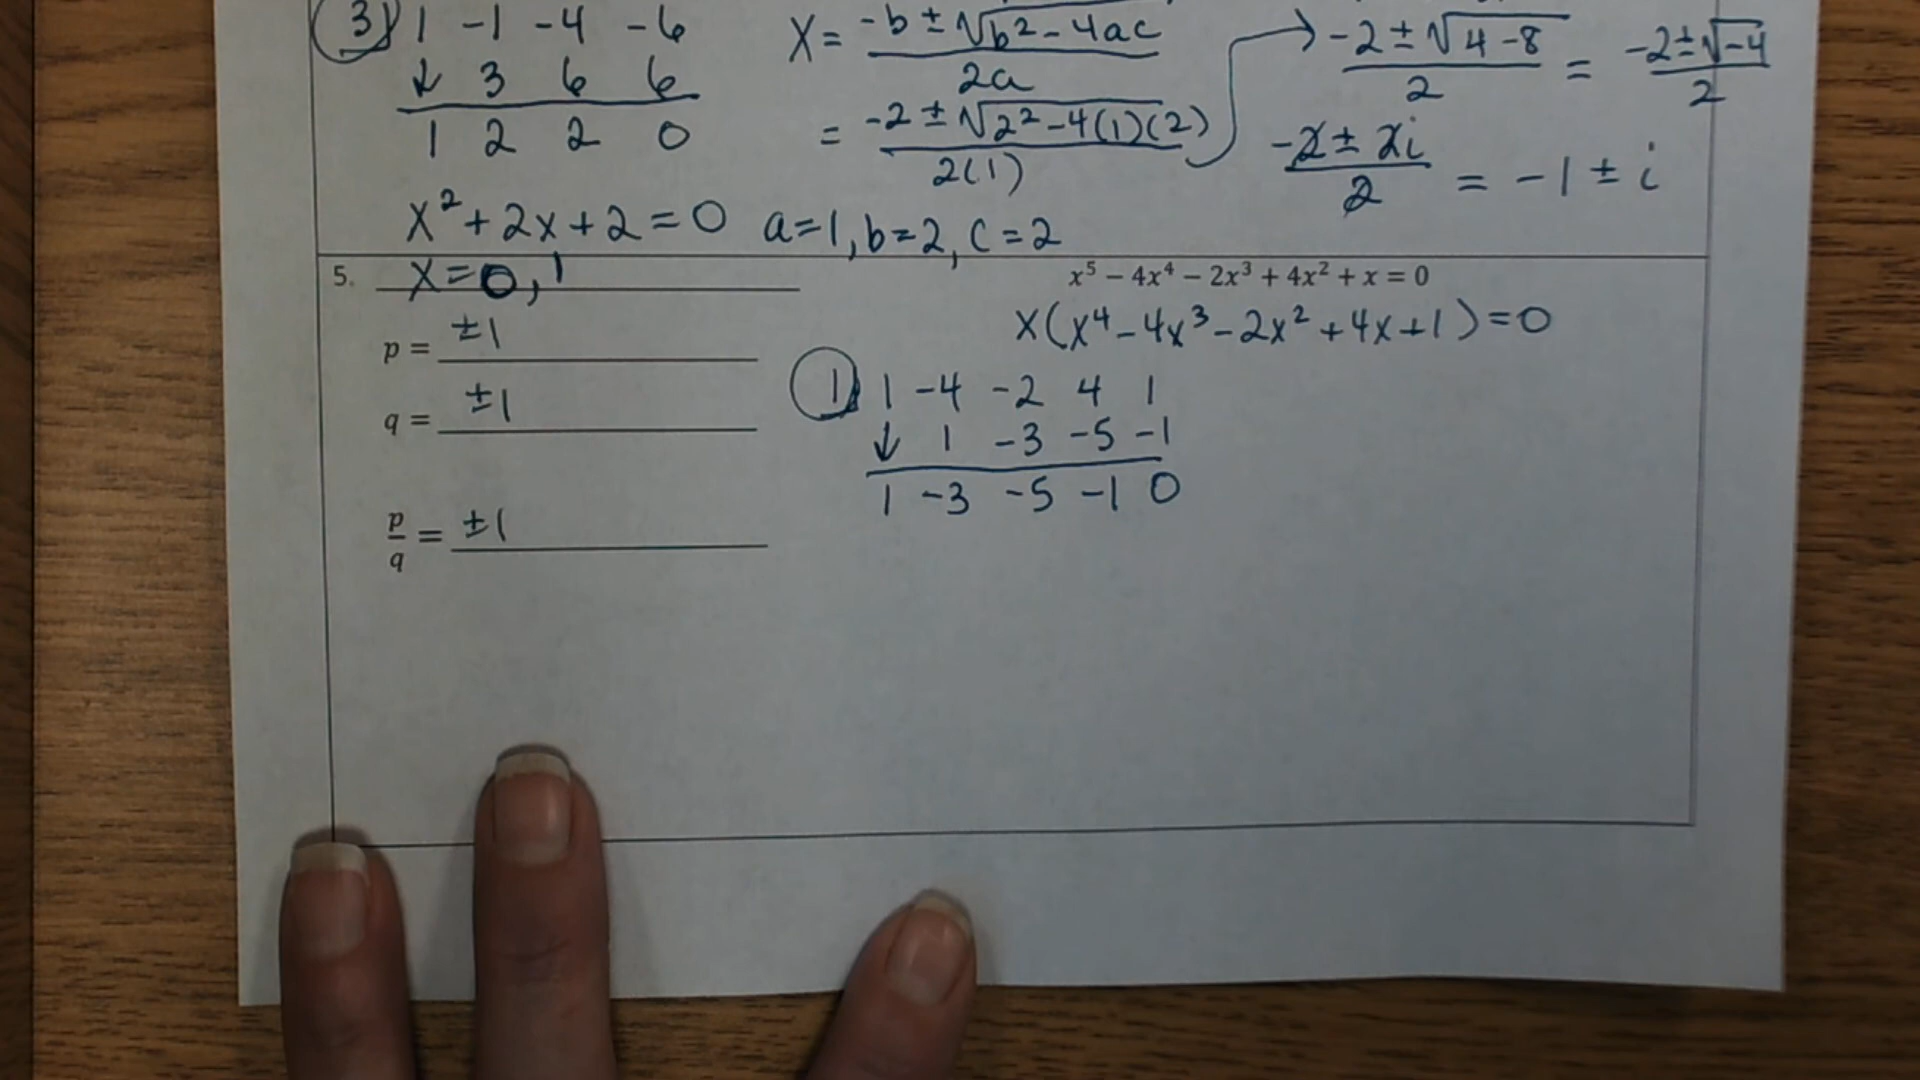 3) 1 -1 -4 -6
↓ 3 6 6
1 2 2 0
x² + 2x + 2 = 0 a=1, b=2, c=2
x = (-b ± √(b² - 4ac)) / 2a
= (-2 ± √(2² - 4(1)(2))) / 2(1)
→ (-2 ± √(4-8)) / 2 = (-2 ± √-4) / 2
(-2 ± 2i) / 2 = -1 ± i
5. x = 0, 1
x⁵ − 4x⁴ − 2x³ + 4x² + x = 0
x(x⁴ - 4x³ - 2x² + 4x + 1) = 0
p = ±1
q = ±1
p/q = ±1
1) 1 -4 -2 4 1
↓ 1 -3 -5 -1
1 -3 -5 -1 0